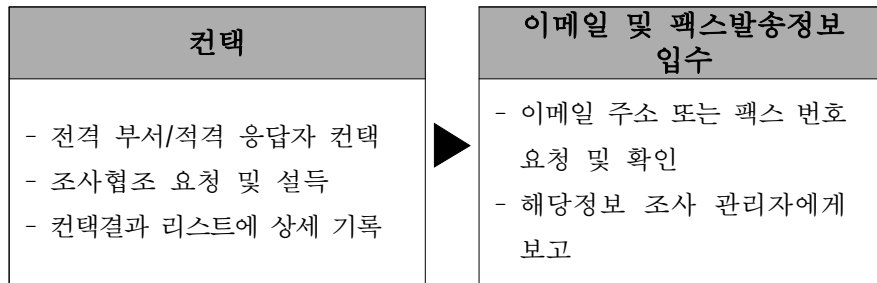 컨택
- 전격 부서/적격 응답자 컨택
- 조사협조 요청 및 설득
- 컨택결과 리스트에 상세 기록
이메일 및 팩스발송정보
입수
- 이메일 주소 또는 팩스 번호
요청 및 확인
- 해당정보 조사 관리자에게
보고